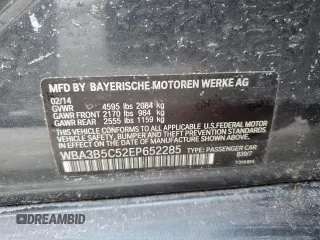 MFD BY BAYERISCHE MOTOREN WERKE AG
02/14
GVWR 4595 lbs 2084 kg
GAWR FRONT 2170 lbs 984 kg
GAWR REAR 2555 lbs 1159 kg
THIS VEHICLE CONFORMS TO ALL APPLICABLE U.S. FEDERAL MOTOR
VEHICLE SAFETY, BUMPER, AND THEFT PREVENTION STANDARDS IN
EFFECT ON THE DATE OF MANUFACTURE SHOWN ABOVE.
WBA3B5C52EP652285 TYPE: PASSENGER CAR